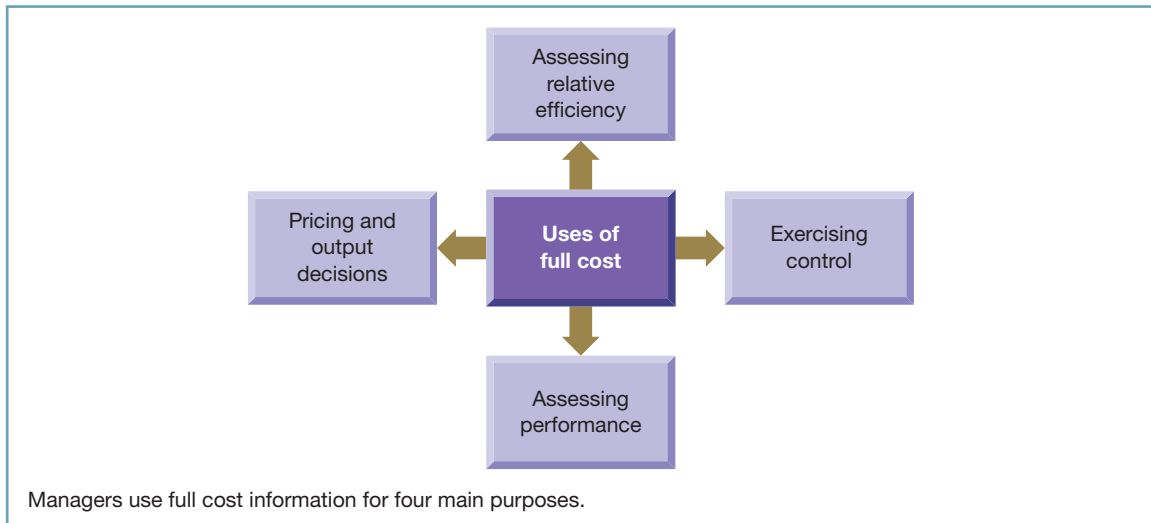 Assessing
relative
efficiency
Pricing and
output
decisions
Uses of
full cost
Exercising
control
Assessing
performance
Managers use full cost information for four main purposes.